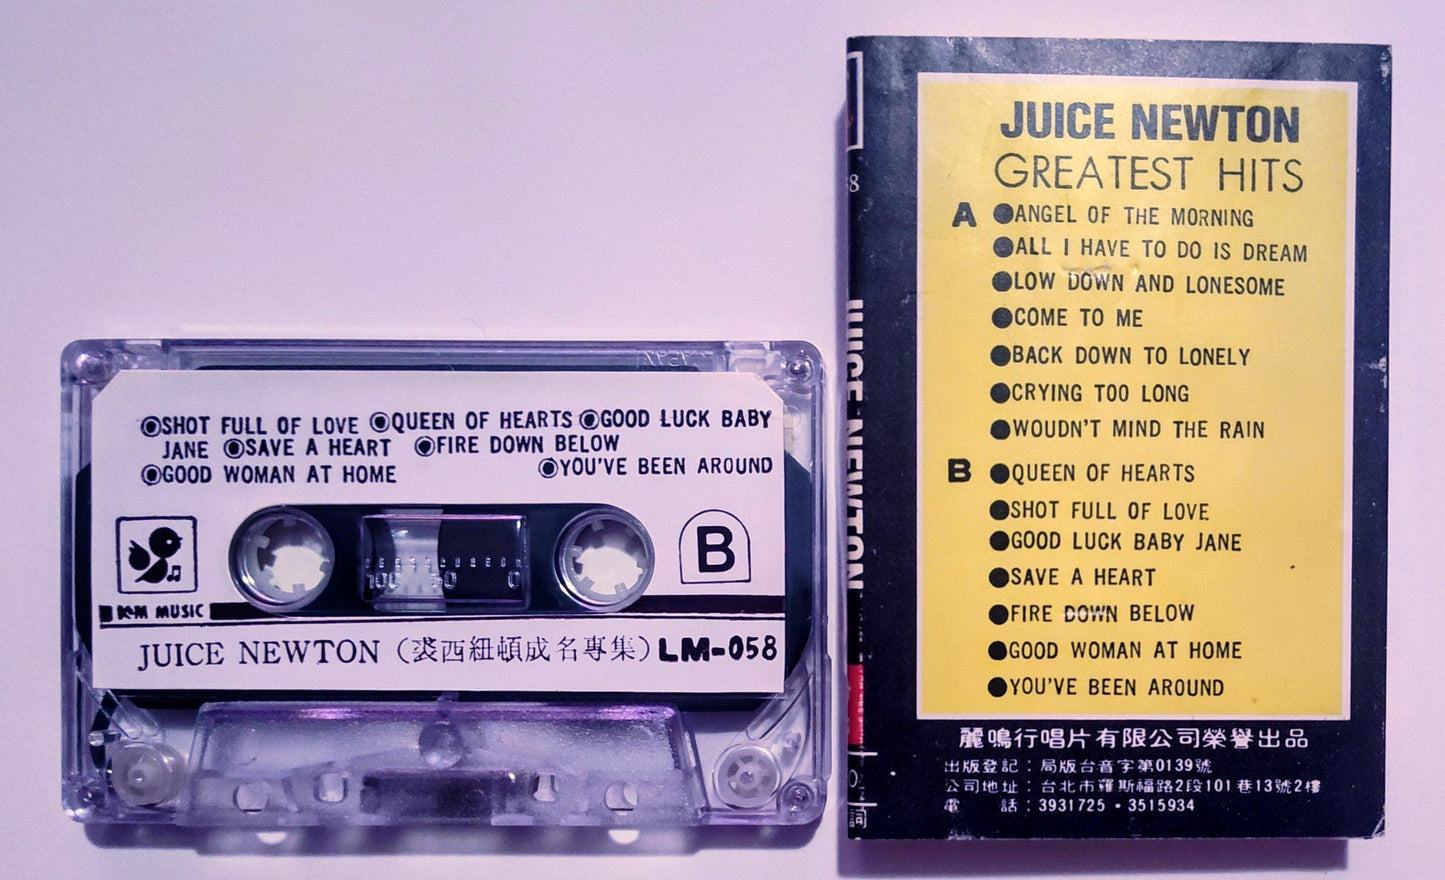 ◉SHOT FULL OF LOVE ◉QUEEN OF HEARTS ◉GOOD LUCK BABY
JANE ◉SAVE A HEART ◉FIRE DOWN BELOW
◉GOOD WOMAN AT HOME ◉YOU'VE BEEN AROUND
B
100 50 0
K•M MUSIC
JUICE NEWTON (裘西紐頓成名專集) LM-058
JUICE NEWTON
JUICE NEWTON
GREATEST HITS
A ●ANGEL OF THE MORNING
●ALL I HAVE TO DO IS DREAM
●LOW DOWN AND LONESOME
●COME TO ME
●BACK DOWN TO LONELY
●CRYING TOO LONG
●WOUDN'T MIND THE RAIN
B ●QUEEN OF HEARTS
●SHOT FULL OF LOVE
●GOOD LUCK BABY JANE
●SAVE A HEART
●FIRE DOWN BELOW
●GOOD WOMAN AT HOME
●YOU'VE BEEN AROUND
麗鳴行唱片有限公司榮譽出品
出版登記：局版台音字第0139號
公司地址：台北市羅斯福路2段101巷13號2樓
電 話：3931725・3515934
詞